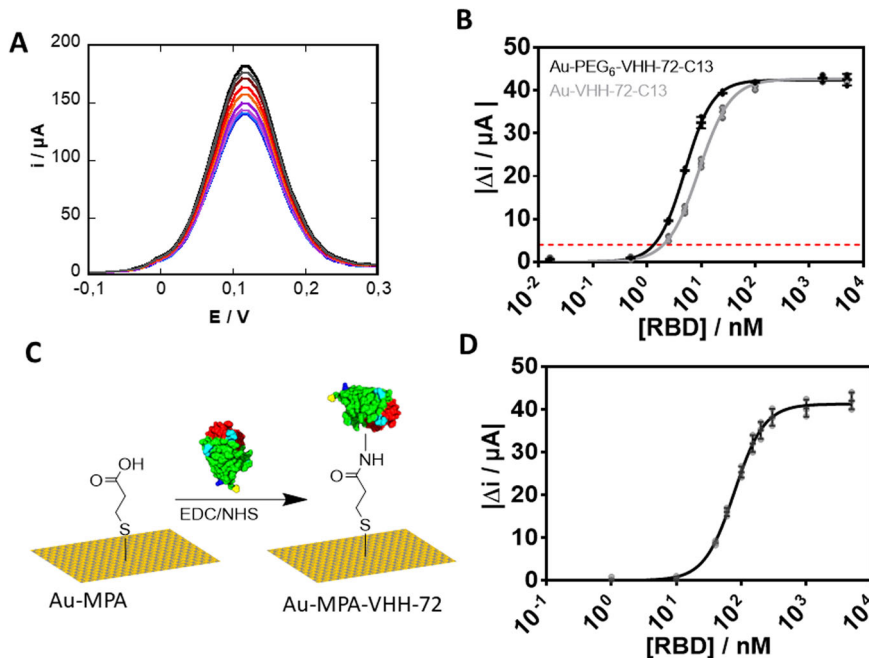 A
200
150
100
50
0
i / µA
-0,1
0
0,1
0,2
0,3
E / V
B
Au-PEG₆-VHH-72-C13
Au-VHH-72-C13
50
40
30
20
10
0
|Δi / µA|
10⁻²
10⁻¹
10⁰
10¹
10²
10³
10⁴
[RBD] / nM
C
O
OH
S
EDC/NHS
O
NH
S
Au-MPA
Au-MPA-VHH-72
D
50
40
30
20
10
0
|Δi / µA|
10⁻¹
10⁰
10¹
10²
10³
10⁴
[RBD] / nM